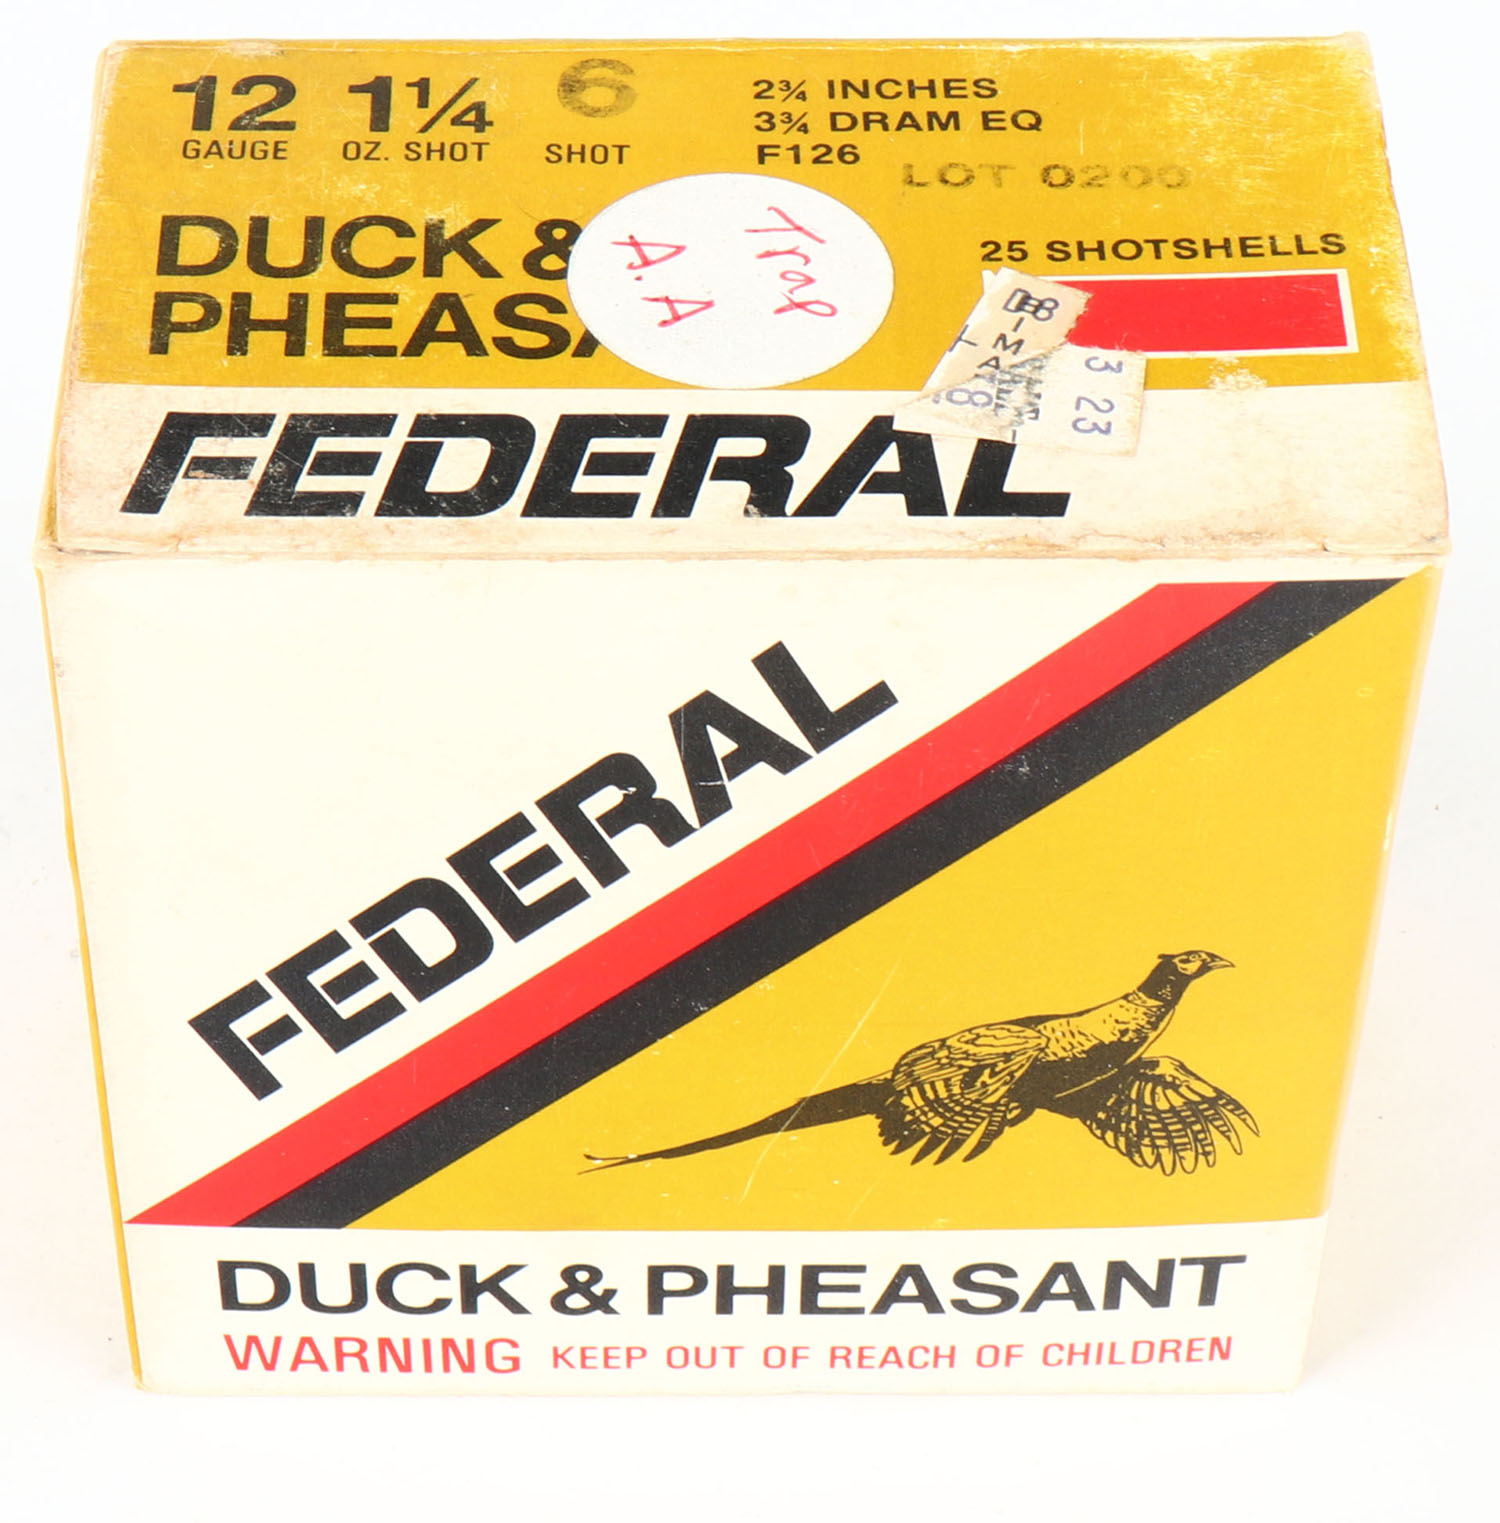 12 1¼ 6
GAUGE OZ. SHOT SHOT
2¾ INCHES
3¾ DRAM EQ
F126
LOT 0200
DUCK &
PHEAS
Trap
A.A
25 SHOTSHELLS
3 23
FEDERAL
FEDERAL
DUCK & PHEASANT
WARNING KEEP OUT OF REACH OF CHILDREN